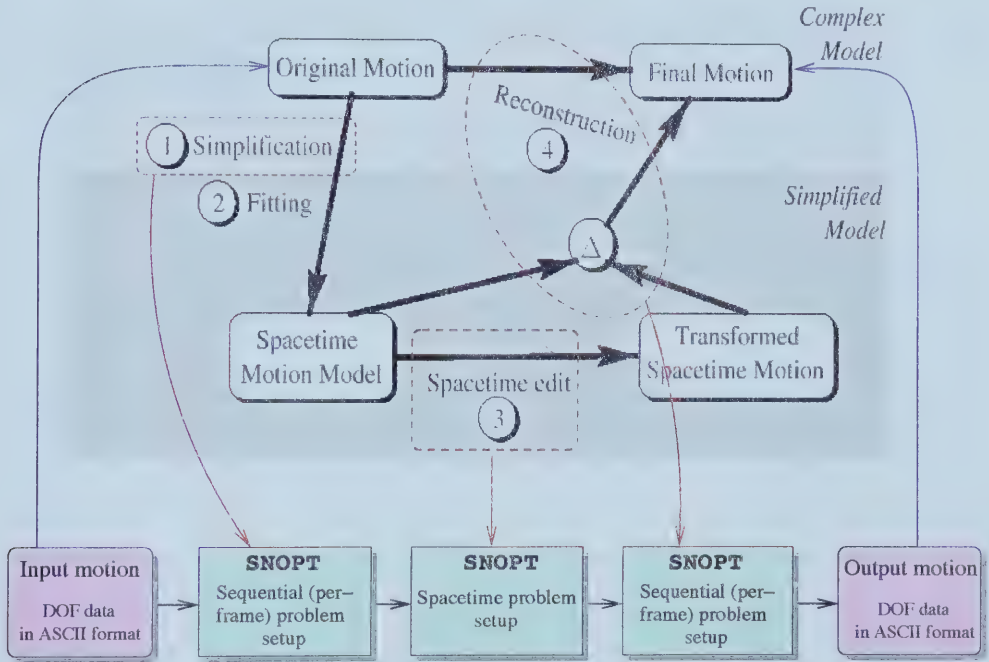 Complex
Model
Original Motion
Final Motion
Reconstruction
4
1 Simplification
2 Fitting
Simplified
Model
Δ
Spacetime
Motion Model
Transformed
Spacetime Motion
Spacetime edit
3
Input motion
DOF data
in ASCII format
SNOPT
Sequential (per–
frame) problem
setup
SNOPT
Spacetime problem
setup
SNOPT
Sequential (per–
frame) problem
setup
Output motion
DOF data
in ASCII format